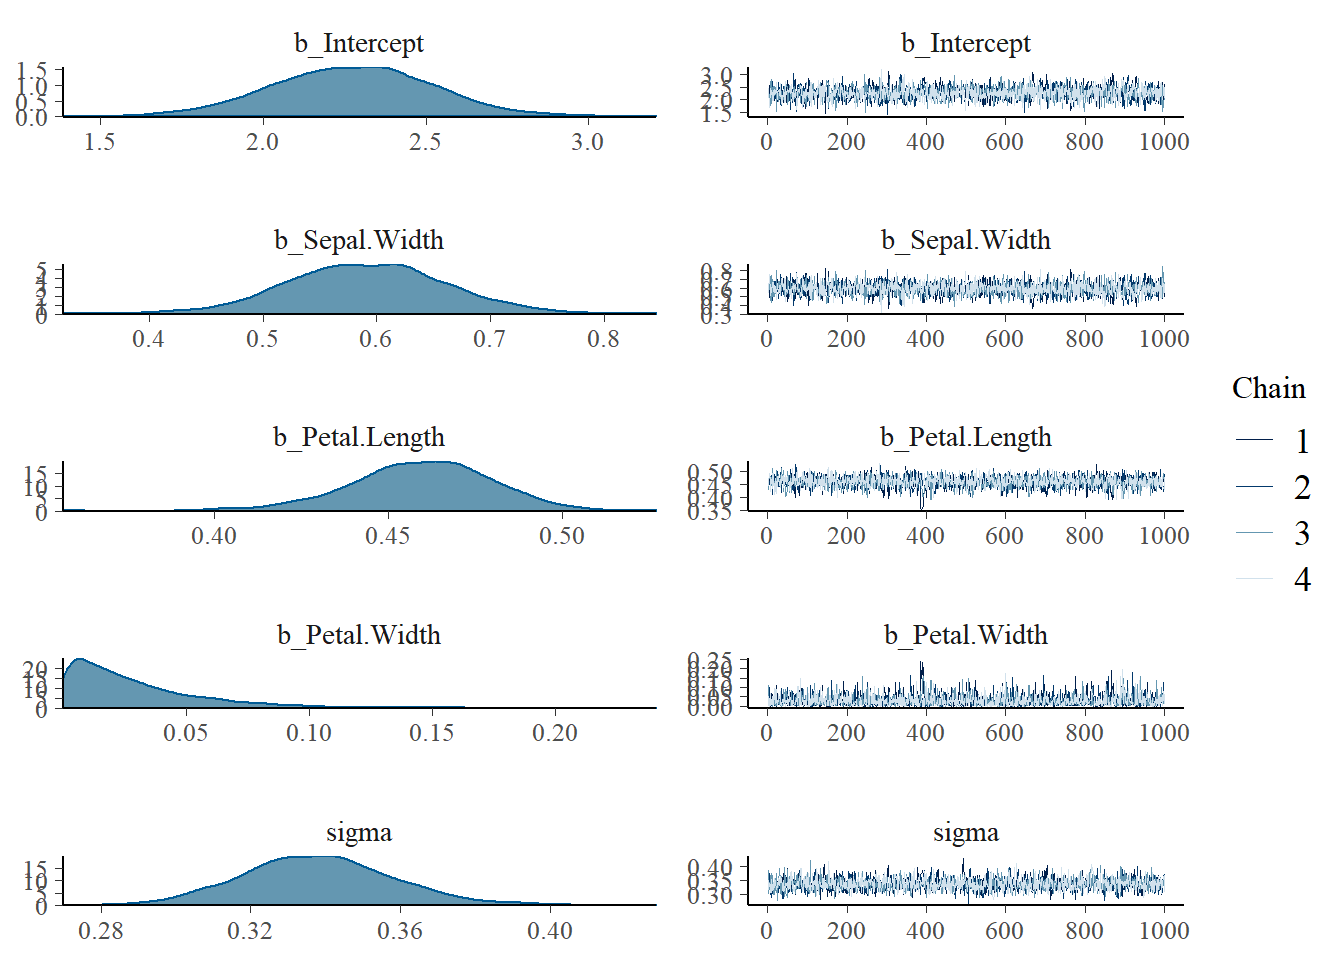 b_Intercept
1.5
1.0
0.5
0.0
1.5 2.0 2.5 3.0
b_Intercept
3.0
2.5
2.0
1.5
0 200 400 600 800 1000
b_Sepal.Width
5
4
3
2
1
0
0.4 0.5 0.6 0.7 0.8
b_Sepal.Width
0.8
0.7
0.6
0.5
0.4
0.3
0 200 400 600 800 1000
b_Petal.Length
15
10
5
0
0.40 0.45 0.50
b_Petal.Length
0.50
0.45
0.40
0.35
0 200 400 600 800 1000
b_Petal.Width
20
15
10
5
0
0.05 0.10 0.15 0.20
b_Petal.Width
0.25
0.20
0.15
0.10
0.05
0.00
0 200 400 600 800 1000
sigma
15
10
5
0
0.28 0.32 0.36 0.40
sigma
0.40
0.35
0.30
0 200 400 600 800 1000
Chain
1
2
3
4